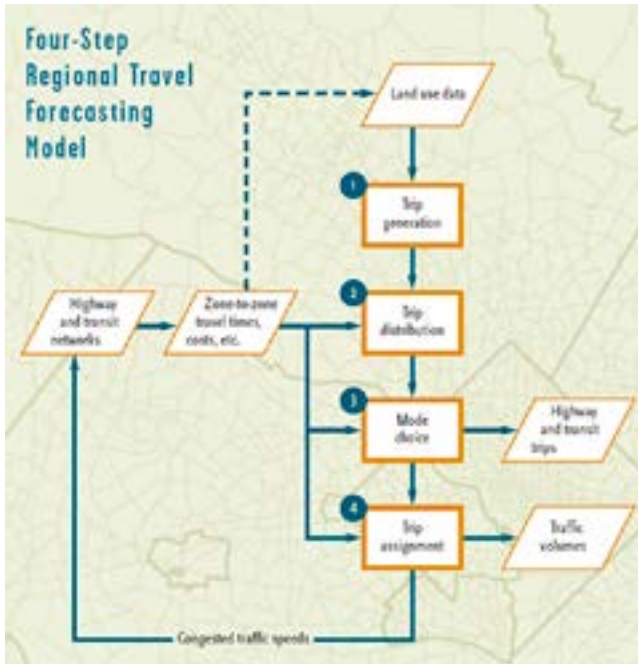 Four-Step
Regional Travel
Forecasting
Model
Land use data
1
Trip
generation
2
Trip
distribution
Highway
and transit
networks
Zone-to-zone
travel times,
costs, etc.
3
Mode
choice
Highway
and transit
trips
4
Trip
assignment
Traffic
volumes
Congested traffic speeds